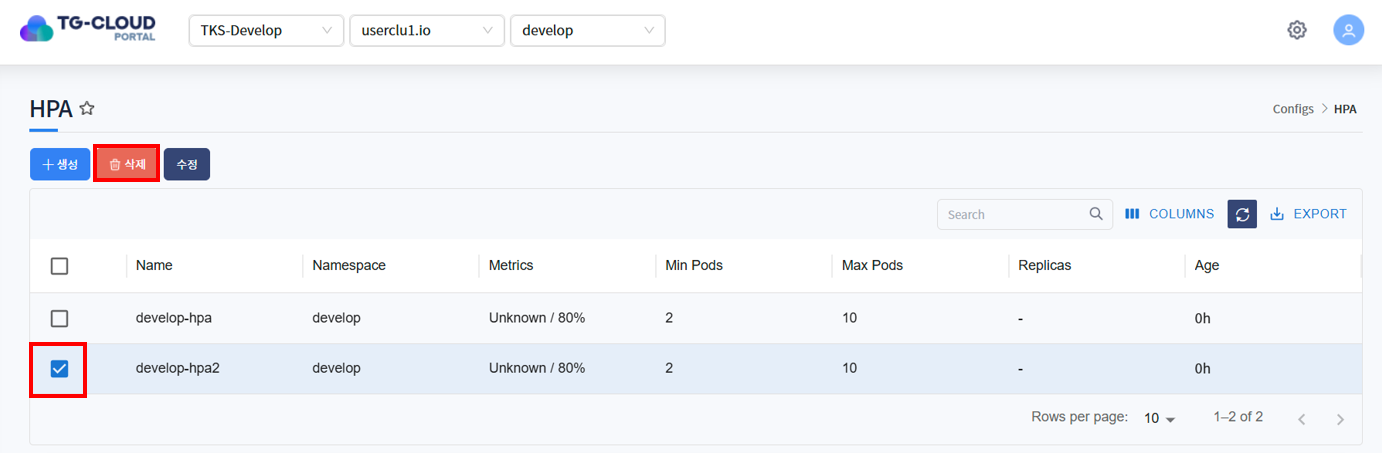 TG-CLOUD
PORTAL
TKS-Develop userclu1.io develop
HPA Configs > HPA
+ 생성 삭제 수정
Search COLUMNS EXPORT
Name Namespace Metrics Min Pods Max Pods Replicas Age
develop-hpa develop Unknown / 80% 2 10 - 0h
develop-hpa2 develop Unknown / 80% 2 10 - 0h
Rows per page: 10 1–2 of 2